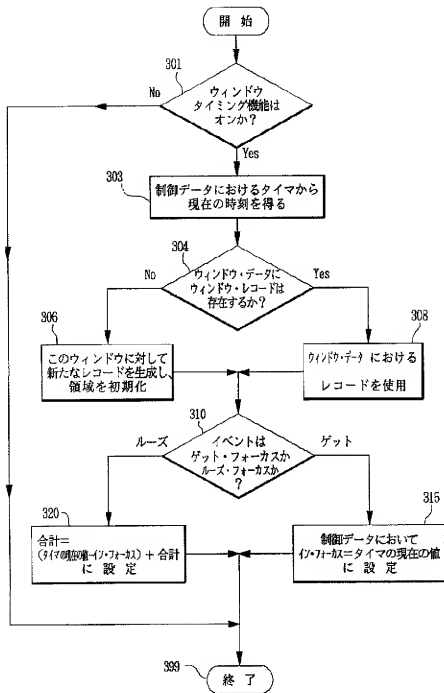 開 始
301
ウィンドウ
タイミング機能は
オンか？
No
Yes
303
制御データにおけるタイマから
現在の時刻を得る
304
ウィンドウ・データに
ウィンドウ・レコードは
存在するか？
No
Yes
306
このウィンドウに対して
新たなレコードを生成し、
領域を初期化
308
ウィンドウ・データ における
レコードを使用
310
イベントは
ゲット・フォーカスか
ルーズ・フォーカスか
？
ルーズ
ゲット
320
合計＝
(タイマの現在の値−イン・フォーカス) ＋合計
に 設 定
315
制御データにおいて
イン・フォーカス＝タイマの現在の値
に 設 定
399
終 了